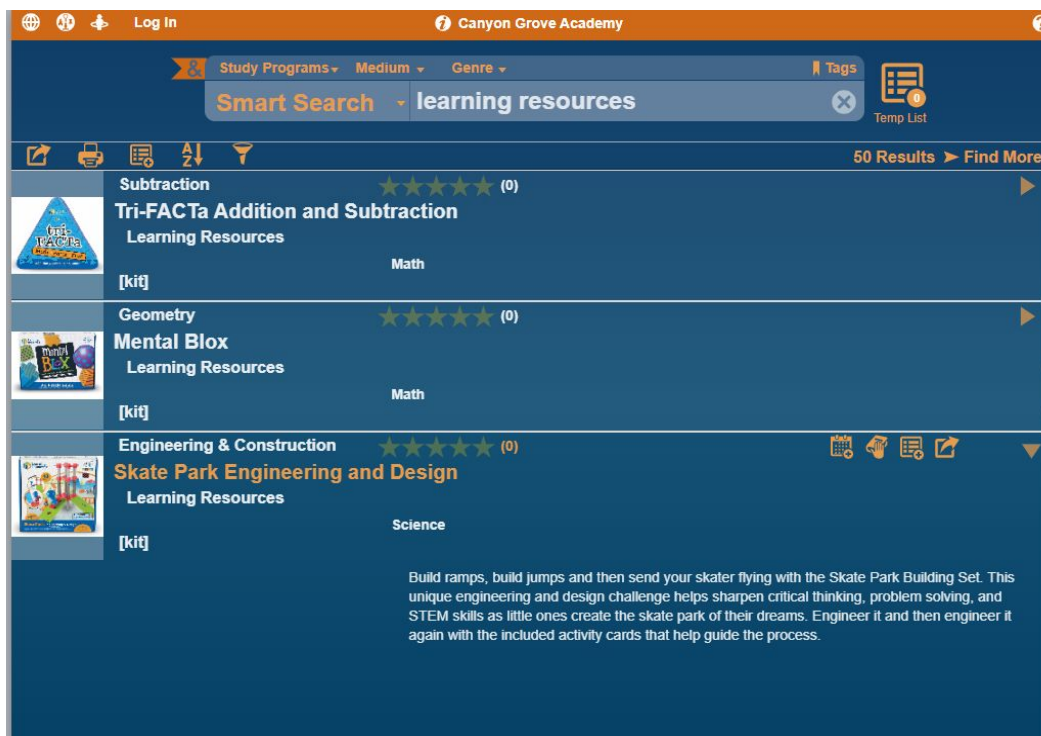 Log In
Canyon Grove Academy
&
Study Programs Medium Genre Tags
Smart Search learning resources
0
Temp List
A
Z
50 Results ➤ Find More
Subtraction (0)
Tri-FACTa Addition and Subtraction
Learning Resources
tri-
FACTa
Math
[kit]
Geometry (0)
Mental Blox
Learning Resources
mental
Blox
Math
[kit]
Engineering & Construction (0)
Skate Park Engineering and Design
Learning Resources
Science
[kit]
Build ramps, build jumps and then send your skater flying with the Skate Park Building Set. This
unique engineering and design challenge helps sharpen critical thinking, problem solving, and
STEM skills as little ones create the skate park of their dreams. Engineer it and then engineer it
again with the included activity cards that help guide the process.